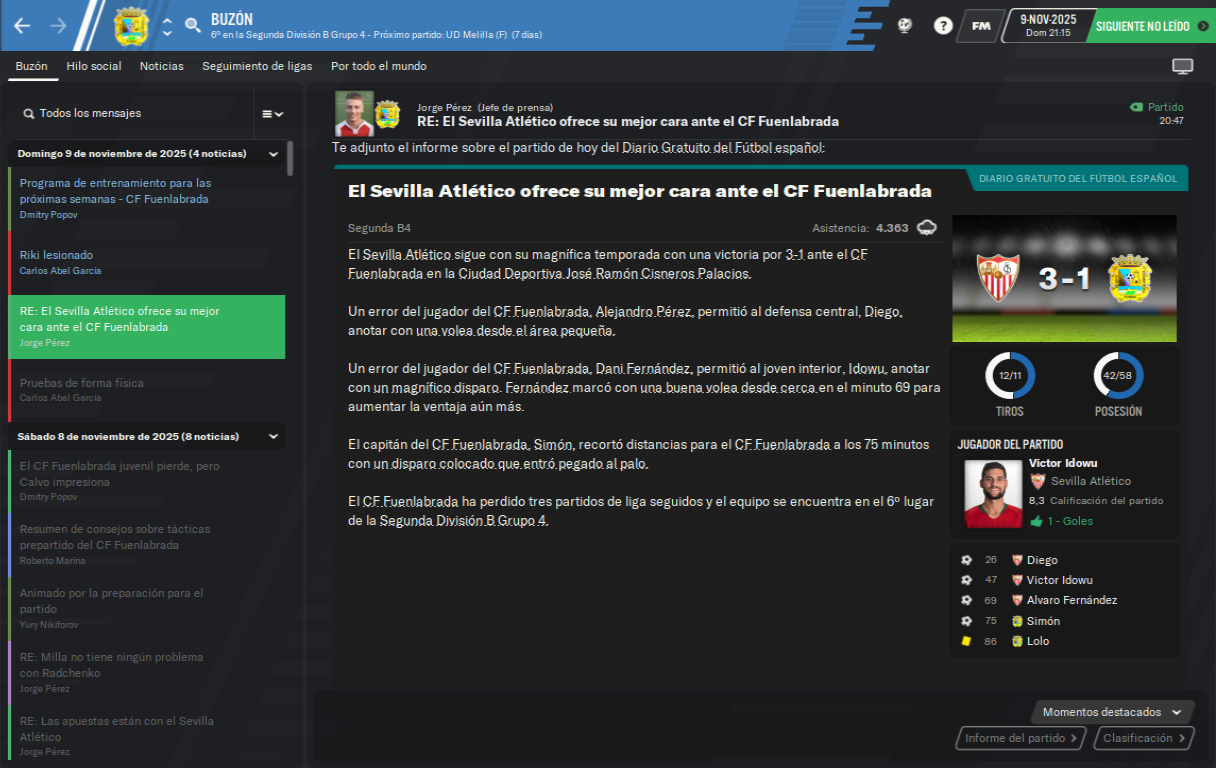 BUZÓN
6º en la Segunda División B Grupo 4 - Próximo partido: UD Melilla (F) (7 días)
?
FM
9-NOV-2025
Dom 21:15
SIGUIENTE NO LEÍDO
Buzón
Hilo social
Noticias
Seguimiento de ligas
Por todo el mundo
Todos los mensajes
Domingo 9 de noviembre de 2025 (4 noticias)
Programa de entrenamiento para las
próximas semanas - CF Fuenlabrada
Dmitry Popov
Riki lesionado
Carlos Abel García
RE: El Sevilla Atlético ofrece su mejor
cara ante el CF Fuenlabrada
Jorge Pérez
Pruebas de forma física
Carlos Abel García
Sábado 8 de noviembre de 2025 (8 noticias)
El CF Fuenlabrada juvenil pierde, pero
Calvo impresiona
Dmitry Popov
Resumen de consejos sobre tácticas
prepartido del CF Fuenlabrada
Roberto Marina
Animado por la preparación para el
partido
Yury Nikiforov
RE: Milla no tiene ningún problema
con Radchenko
Jorge Pérez
RE: Las apuestas están con el Sevilla
Atlético
Jorge Pérez
Jorge Pérez (Jefe de prensa)
RE: El Sevilla Atlético ofrece su mejor cara ante el CF Fuenlabrada
Partido
20:47
Te adjunto el informe sobre el partido de hoy del Diario Gratuito del Fútbol español:
DIARIO GRATUITO DEL FÚTBOL ESPAÑOL
El Sevilla Atlético ofrece su mejor cara ante el CF Fuenlabrada
Segunda B4
Asistencia: 4.363
El Sevilla Atlético sigue con su magnífica temporada con una victoria por 3-1 ante el CF
Fuenlabrada en la Ciudad Deportiva José Ramón Cisneros Palacios.
Un error del jugador del CF Fuenlabrada, Alejandro Pérez, permitió al defensa central, Diego,
anotar con una volea desde el área pequeña.
Un error del jugador del CF Fuenlabrada, Dani Fernández, permitió al joven interior, Idowu, anotar
con un magnífico disparo. Fernández marcó con una buena volea desde cerca en el minuto 69 para
aumentar la ventaja aún más.
El capitán del CF Fuenlabrada, Simón, recortó distancias para el CF Fuenlabrada a los 75 minutos
con un disparo colocado que entró pegado al palo.
El CF Fuenlabrada ha perdido tres partidos de liga seguidos y el equipo se encuentra en el 6º lugar
de la Segunda División B Grupo 4.
3-1
12/11
TIROS
42/58
POSESIÓN
JUGADOR DEL PARTIDO
Victor Idowu
Sevilla Atlético
8,3 Calificación del partido
1 - Goles
26 Diego
47 Victor Idowu
69 Alvaro Fernández
75 Simón
86 Lolo
Momentos destacados
Informe del partido
Clasificación